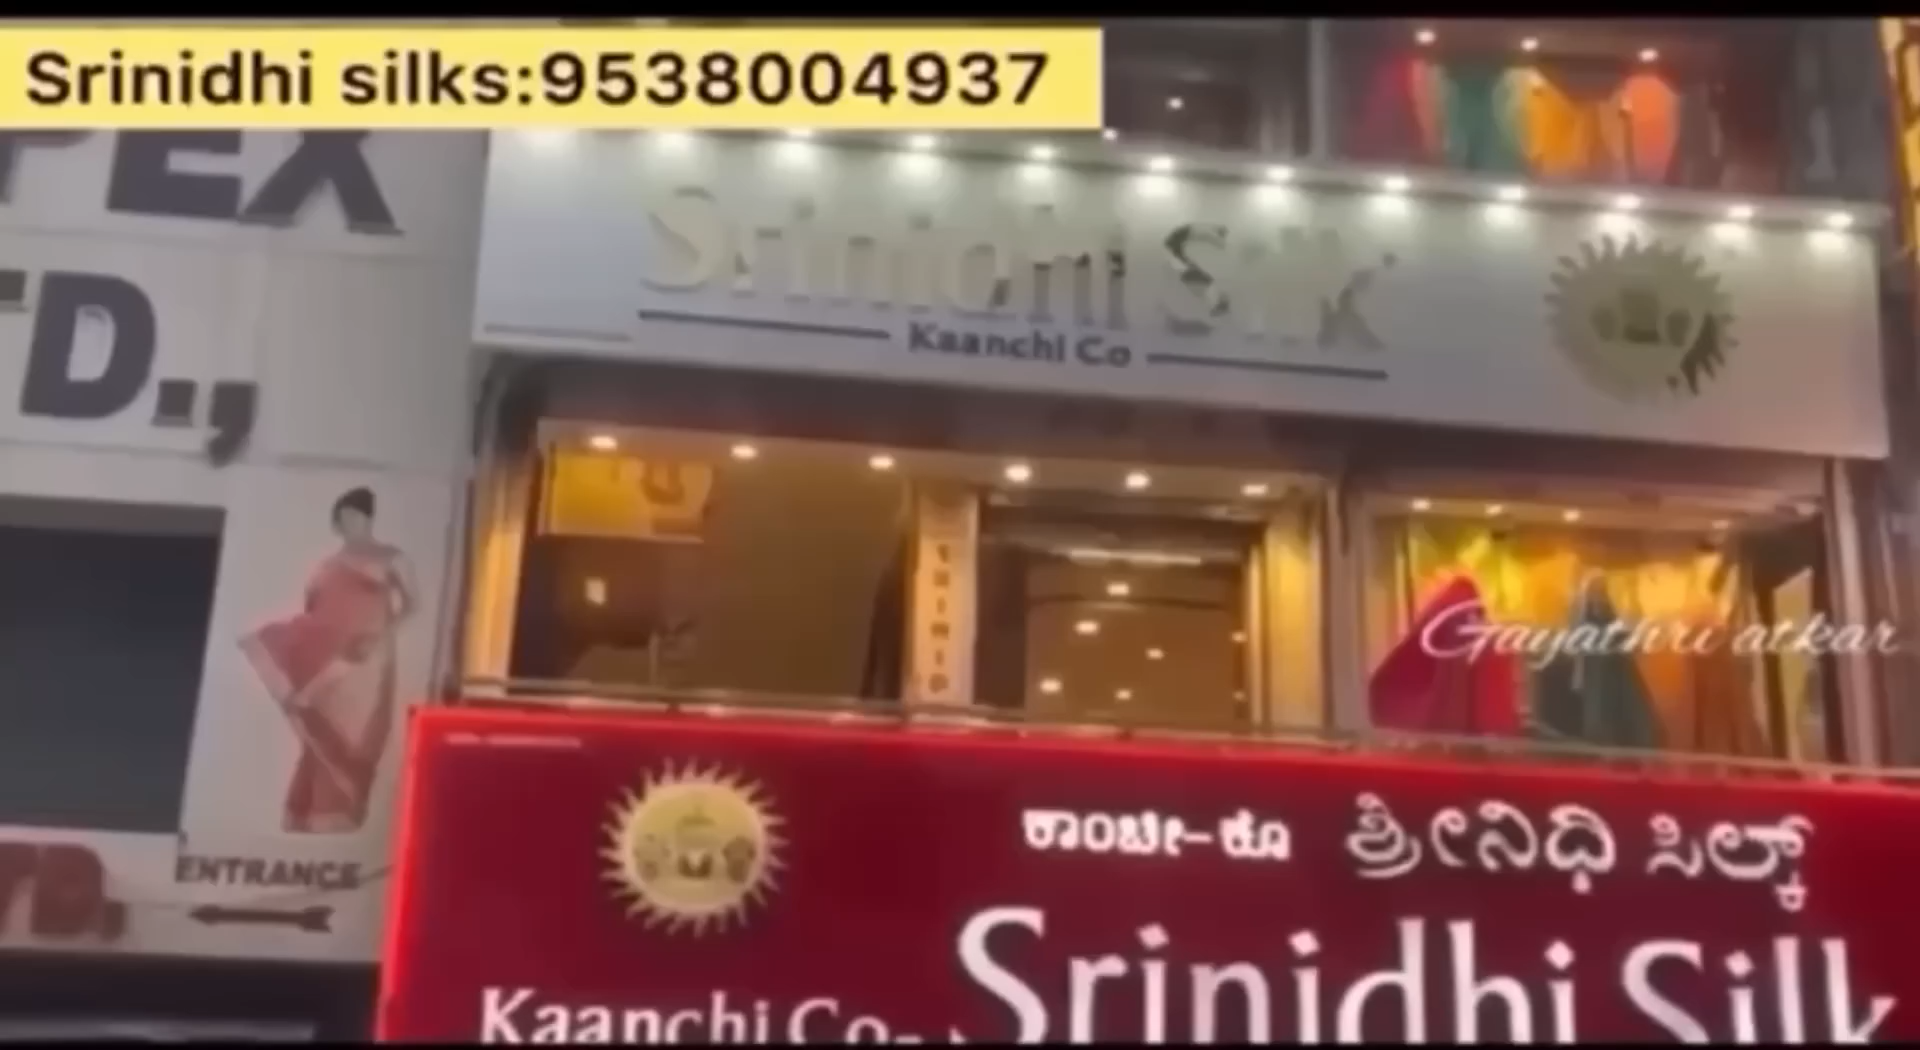 Srinidhi silks:9538004937
PEX
TD.,
Srinidhi Silk
Kaanchi Co
Gayathri atkar
ENTRANCE
ಕಾಂಚೀ-ಕೊ ಶ್ರೀನಿಧಿ ಸಿಲ್ಕ್
Kaanchi Co- Srinidhi Silk